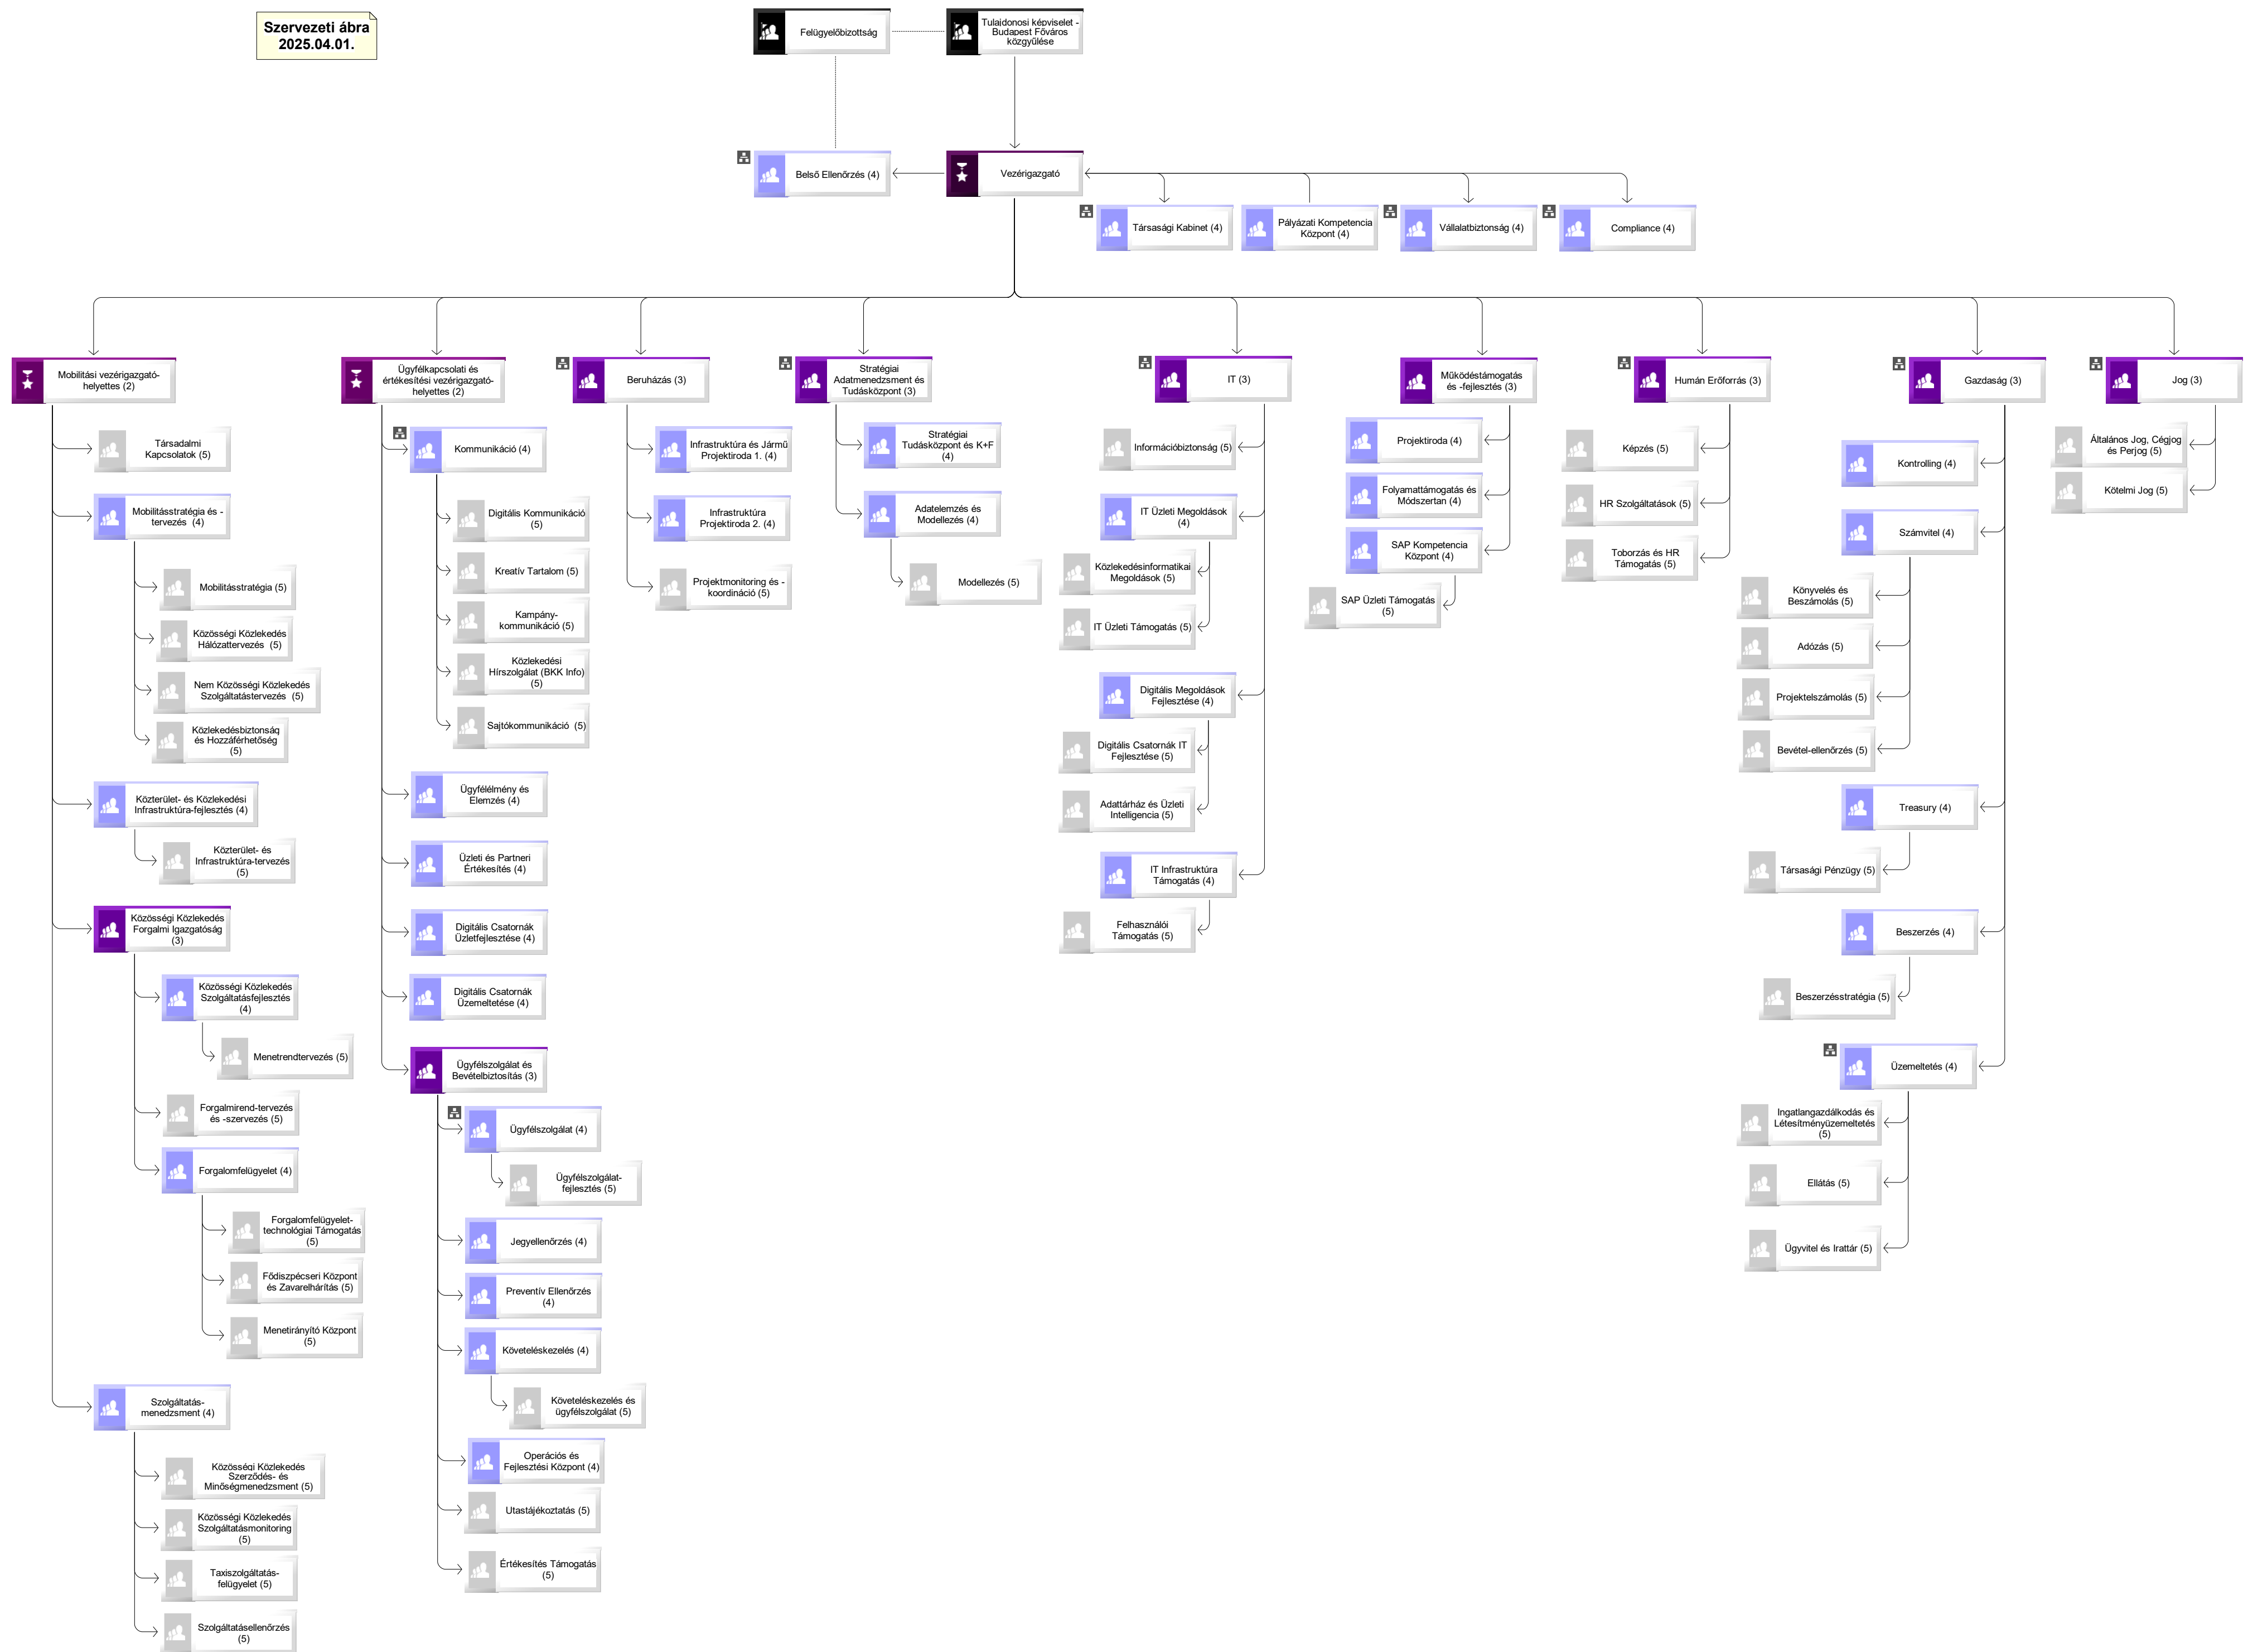 Szervezeti ábra
2025.04.01.
Felügyelőbizottság
Tulajdonosi képviselet -
Budapest Főváros
közgyűlése
Belső Ellenőrzés (4)
Vezérigazgató
Társasági Kabinet (4)
Pályázati Kompetencia
Központ (4)
Vállalatbiztonság (4)
Compliance (4)
Mobilitási vezérigazgató-
helyettes (2)
Ügyfélkapcsolati és
értékesítési vezérigazgató-
helyettes (2)
Beruházás (3)
Stratégiai
Adatmenedzsment és
Tudásközpont (3)
IT (3)
Működéstámogatás
és -fejlesztés (3)
Humán Erőforrás (3)
Gazdaság (3)
Jog (3)
Társadalmi
Kapcsolatok (5)
Mobilitásstratégia és -
tervezés  (4)
Mobilitásstratégia (5)
Közösségi Közlekedés
Hálózattervezés  (5)
Nem Közösségi Közlekedés
Szolgáltatástervezés  (5)
Közlekedésbiztonság
és Hozzáférhetőség
(5)
Közterület- és Közlekedési
Infrastruktúra-fejlesztés (4)
Közterület- és
Infrastruktúra-tervezés
(5)
Közösségi Közlekedés
Forgalmi Igazgatóság
(3)
Közösségi Közlekedés
Szolgáltatásfejlesztés
(4)
Menetrendtervezés (5)
Forgalmirend-tervezés
és -szervezés (5)
Forgalomfelügyelet (4)
Forgalomfelügyelet-
technológiai Támogatás
(5)
Fődiszpécseri Központ
és Zavarelhárítás (5)
Menetirányító Központ
(5)
Szolgáltatás-
menedzsment (4)
Közösségi Közlekedés
Szerződés- és
Minőségmenedzsment (5)
Közösségi Közlekedés
Szolgáltatásmonitoring
(5)
Taxiszolgáltatás-
felügyelet (5)
Szolgáltatásellenőrzés
(5)
Kommunikáció (4)
Digitális Kommunikáció
(5)
Kreatív Tartalom (5)
Kampány-
kommunikáció (5)
Közlekedési
Hírszolgálat (BKK Info)
(5)
Sajtókommunikáció  (5)
Ügyfélélmény és
Elemzés (4)
Üzleti és Partneri
Értékesítés (4)
Digitális Csatornák
Üzletfejlesztése (4)
Digitális Csatornák
Üzemeltetése (4)
Ügyfélszolgálat és
Bevételbiztosítás (3)
Ügyfélszolgálat (4)
Ügyfélszolgálat-
fejlesztés (5)
Jegyellenőrzés (4)
Preventív Ellenőrzés
(4)
Követeléskezelés (4)
Követeléskezelés és
ügyfélszolgálat (5)
Operációs és
Fejlesztési Központ (4)
Utastájékoztatás (5)
Értékesítés Támogatás
(5)
Infrastruktúra és Jármű
Projektiroda 1. (4)
Infrastruktúra
Projektiroda 2. (4)
Projektmonitoring és -
koordináció (5)
Stratégiai
Tudásközpont és K+F
(4)
Adatelemzés és
Modellezés (4)
Modellezés (5)
Információbiztonság (5)
IT Üzleti Megoldások
(4)
Közlekedésinformatikai
Megoldások (5)
IT Üzleti Támogatás (5)
Digitális Megoldások
Fejlesztése (4)
Digitális Csatornák IT
Fejlesztése (5)
Adattárház és Üzleti
Intelligencia (5)
IT Infrastruktúra
Támogatás (4)
Felhasználói
Támogatás (5)
Projektiroda (4)
Folyamattámogatás és
Módszertan (4)
SAP Kompetencia
Központ (4)
SAP Üzleti Támogatás
(5)
Képzés (5)
HR Szolgáltatások (5)
Toborzás és HR
Támogatás (5)
Kontrolling (4)
Számvitel (4)
Könyvelés és
Beszámolás (5)
Adózás (5)
Projektelszámolás (5)
Bevétel-ellenőrzés (5)
Treasury (4)
Társasági Pénzügy (5)
Beszerzés (4)
Beszerzésstratégia (5)
Üzemeltetés (4)
Ingatlangazdálkodás és
Létesítményüzemeltetés
(5)
Ellátás (5)
Ügyvitel és Irattár (5)
Általános Jog, Cégjog
és Perjog (5)
Kötelmi Jog (5)